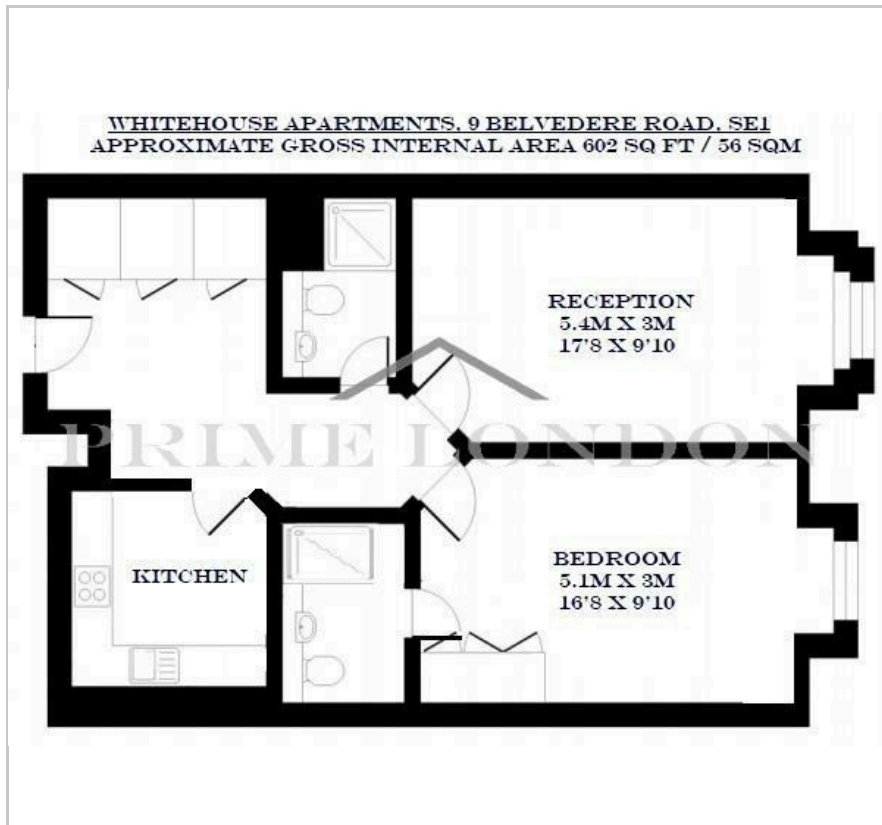 WHITEHOUSE APARTMENTS, 9 BELVEDERE ROAD, SE1
APPROXIMATE GROSS INTERNAL AREA 602 SQ FT / 56 SQM
RECEPTION
5.4M X 3M
17'8 X 9'10
PRIME LONDON
BEDROOM
5.1M X 3M
16'8 X 9'10
KITCHEN